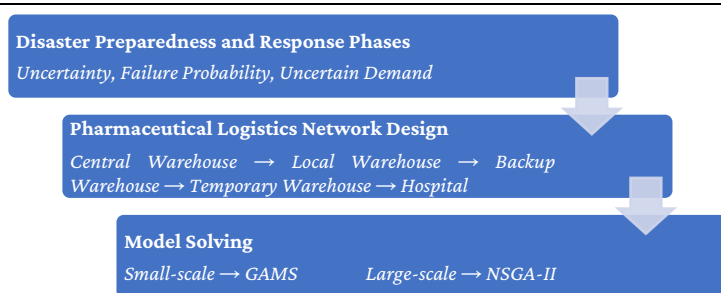 Disaster Preparedness and Response Phases
Uncertainty, Failure Probability, Uncertain Demand
Pharmaceutical Logistics Network Design
Central Warehouse → Local Warehouse → Backup
Warehouse → Temporary Warehouse → Hospital
Model Solving
Small-scale → GAMS Large-scale → NSGA-II